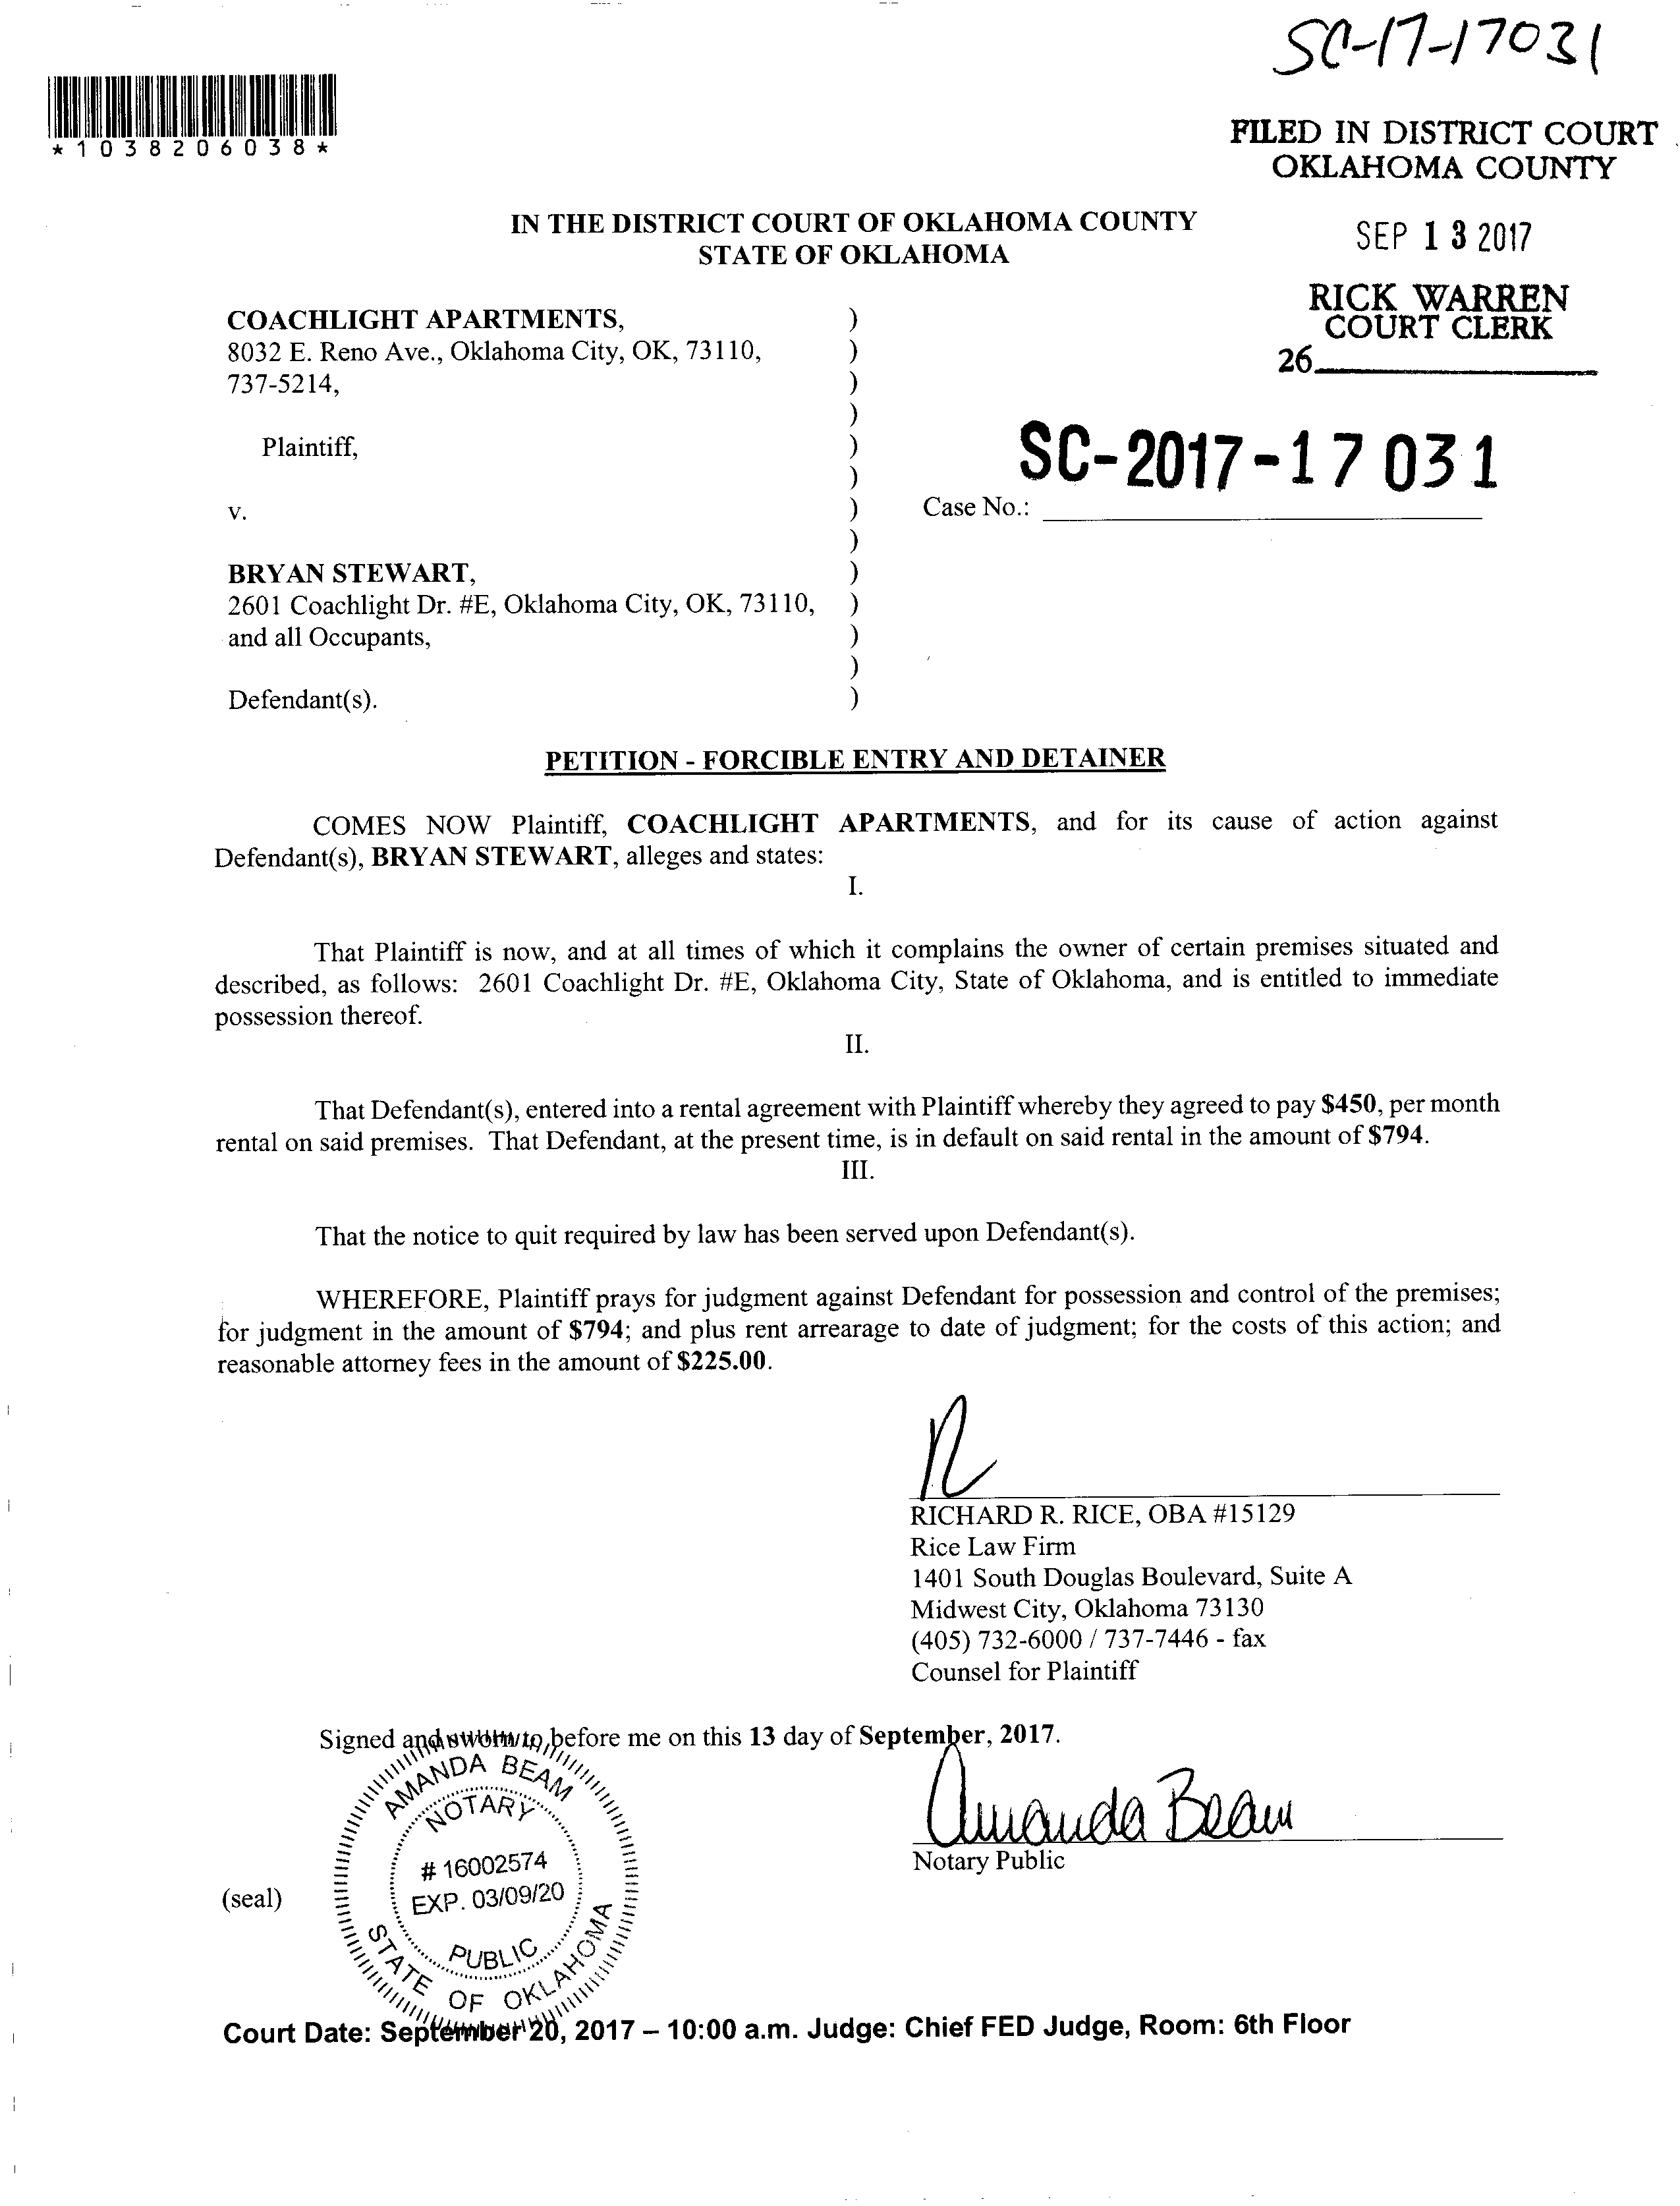 SC-17-17031
*1038206038*
FILED IN DISTRICT COURT
OKLAHOMA COUNTY
IN THE DISTRICT COURT OF OKLAHOMA COUNTY
STATE OF OKLAHOMA
SEP 13 2017
RICK WARREN
COURT CLERK
26
COACHLIGHT APARTMENTS, )
8032 E. Reno Ave., Oklahoma City, OK, 73110, )
737-5214, )
)
Plaintiff, )
)
SC-2017-17031
v. ) Case No.:
)
BRYAN STEWART, )
2601 Coachlight Dr. #E, Oklahoma City, OK, 73110, )
and all Occupants, )
)
Defendant(s). )
PETITION - FORCIBLE ENTRY AND DETAINER
COMES NOW Plaintiff, COACHLIGHT APARTMENTS, and for its cause of action against
Defendant(s), BRYAN STEWART, alleges and states:
I.
That Plaintiff is now, and at all times of which it complains the owner of certain premises situated and
described, as follows: 2601 Coachlight Dr. #E, Oklahoma City, State of Oklahoma, and is entitled to immediate
possession thereof.
II.
That Defendant(s), entered into a rental agreement with Plaintiff whereby they agreed to pay $450, per month
rental on said premises. That Defendant, at the present time, is in default on said rental in the amount of $794.
III.
That the notice to quit required by law has been served upon Defendant(s).
WHEREFORE, Plaintiff prays for judgment against Defendant for possession and control of the premises;
for judgment in the amount of $794; and plus rent arrearage to date of judgment; for the costs of this action; and
reasonable attorney fees in the amount of $225.00.
R
RICHARD R. RICE, OBA #15129
Rice Law Firm
1401 South Douglas Boulevard, Suite A
Midwest City, Oklahoma 73130
(405) 732-6000 / 737-7446 - fax
Counsel for Plaintiff
Signed and sworn to before me on this 13 day of September, 2017.
AMANDA BEAM
NOTARY
# 16002574
EXP. 03/09/20
PUBLIC
STATE OF OKLAHOMA
Amanda Beam
Notary Public
(seal)
Court Date: September 20, 2017 – 10:00 a.m. Judge: Chief FED Judge, Room: 6th Floor